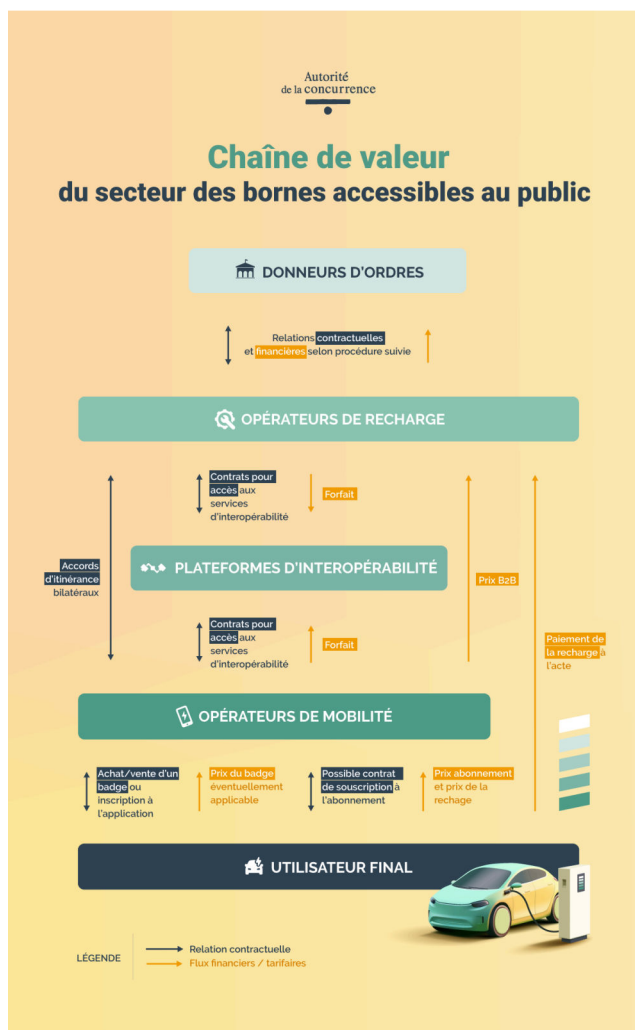 Autorité
de la concurrence
Chaîne de valeur
du secteur des bornes accessibles au public
DONNEURS D'ORDRES
Relations contractuelles
et financières selon procédure suivie
OPÉRATEURS DE RECHARGE
Contrats pour
accès aux
services
d'interopérabilité
Forfait
Accords
d'itinérance
bilatéraux
PLATEFORMES D'INTEROPÉRABILITÉ
Prix B2B
Contrats pour
accès aux
services
d'interopérabilité
Forfait
Paiement de
la recharge à
l'acte
OPÉRATEURS DE MOBILITÉ
Achat/vente d'un
badge ou
inscription à
l'application
Prix du badge
éventuellement
applicable
Possible contrat
de souscription à
l'abonnement
Prix abonnement
et prix de la
rechage
UTILISATEUR FINAL
LÉGENDE
Relation contractuelle
Flux financiers / tarifaires